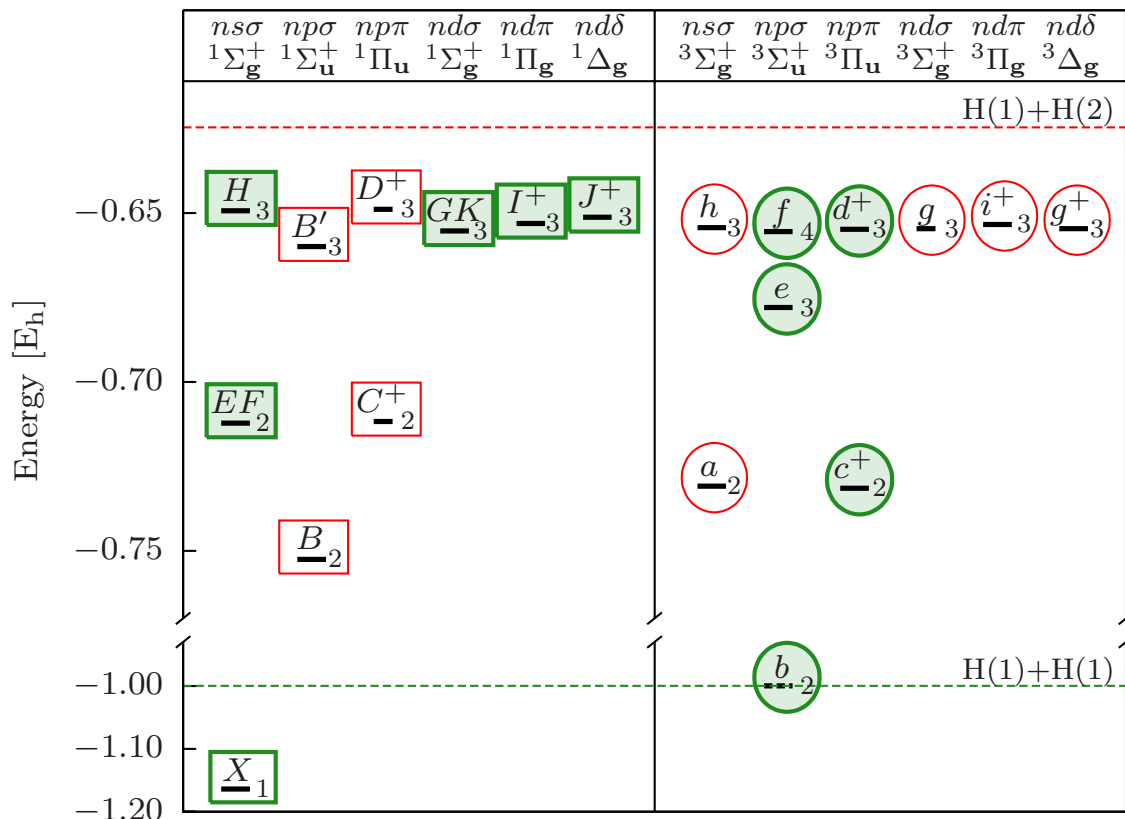 nsσ npσ npπ ndσ ndπ ndδ nsσ npσ npπ ndσ ndπ ndδ
¹Σ⁺g ¹Σ⁺u ¹Πu ¹Σ⁺g ¹Πg ¹Δg ³Σ⁺g ³Σ⁺u ³Πu ³Σ⁺g ³Πg ³Δg
H(1)+H(2)
H 3
B′ 3
D⁺ 3
GK 3
I⁺ 3
J⁺ 3
h 3
f 4
d⁺ 3
g 3
i⁺ 3
g⁺ 3
−0.65
e 3
Energy [Eh]
−0.70
EF 2
C⁺ 2
a 2
c⁺ 2
−0.75
B 2
b 2
H(1)+H(1)
−1.00
−1.10
X 1
−1.20